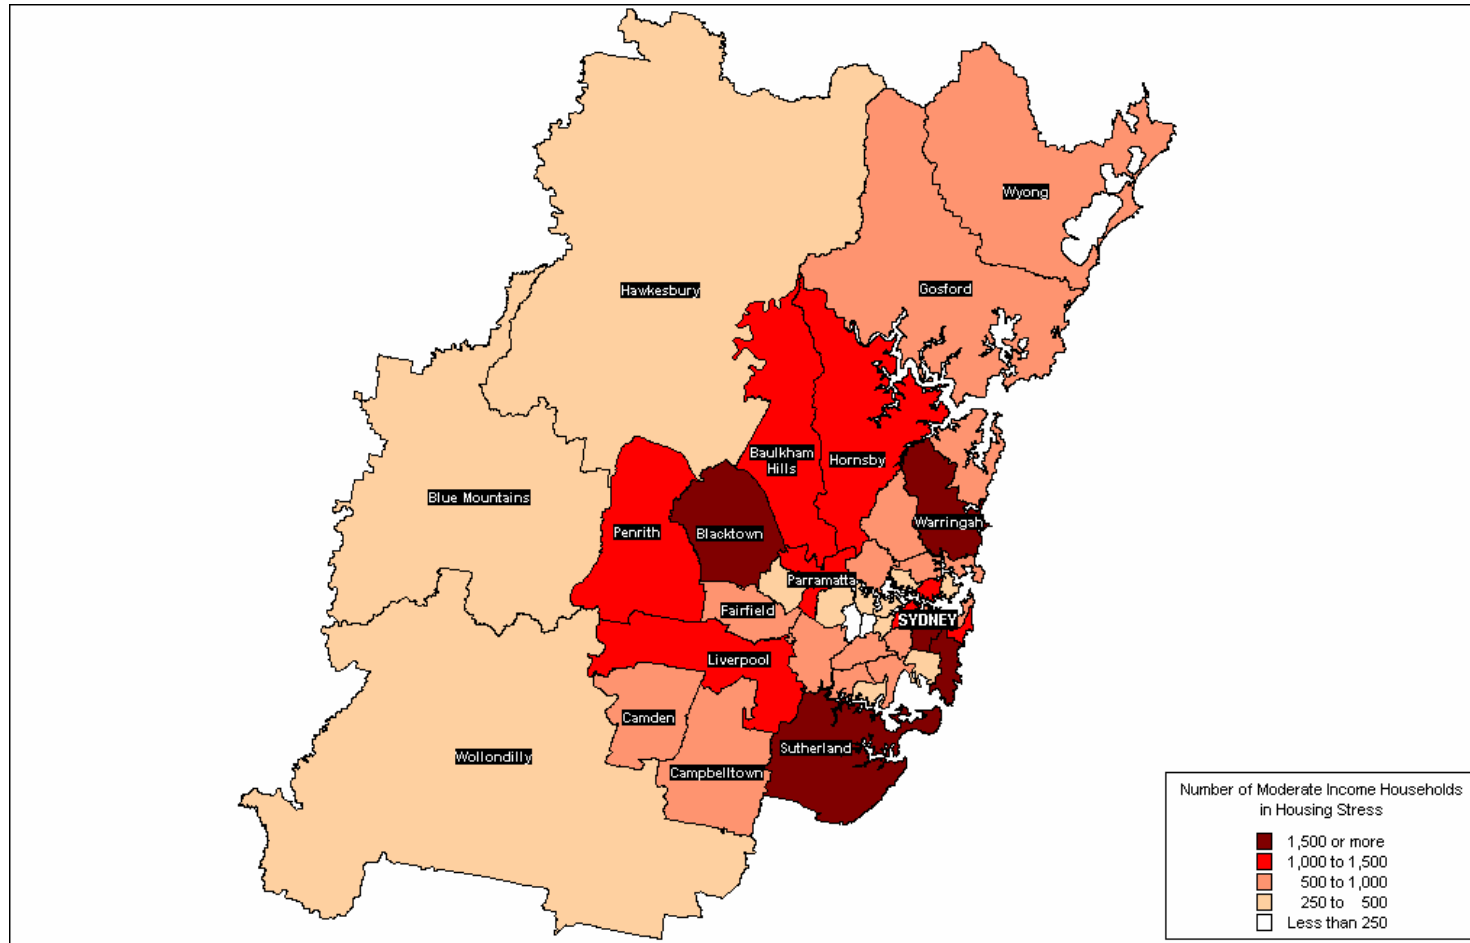 Wyong
Hawkesbury
Gosford
Baulkham
Hills
Hornsby
Blue Mountains
Penrith
Blacktown
Warringah
Parramatta
Fairfield
SYDNEY
Liverpool
Camden
Sutherland
Wollondilly
Campbelltown
Number of Moderate Income Households
in Housing Stress
1,500 or more
1,000 to 1,500
500 to 1,000
250 to 500
Less than 250